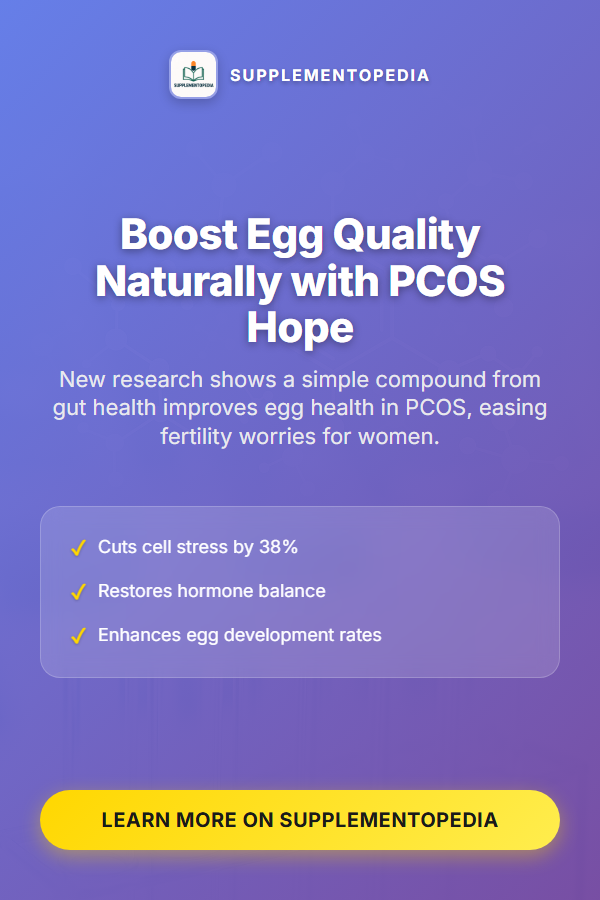 SUPPLEMENTOPEDIA
SUPPLEMENTOPEDIA
Boost Egg Quality
Naturally with PCOS
Hope
New research shows a simple compound from
gut health improves egg health in PCOS, easing
fertility worries for women.
✓ Cuts cell stress by 38%
✓ Restores hormone balance
✓ Enhances egg development rates
LEARN MORE ON SUPPLEMENTOPEDIA